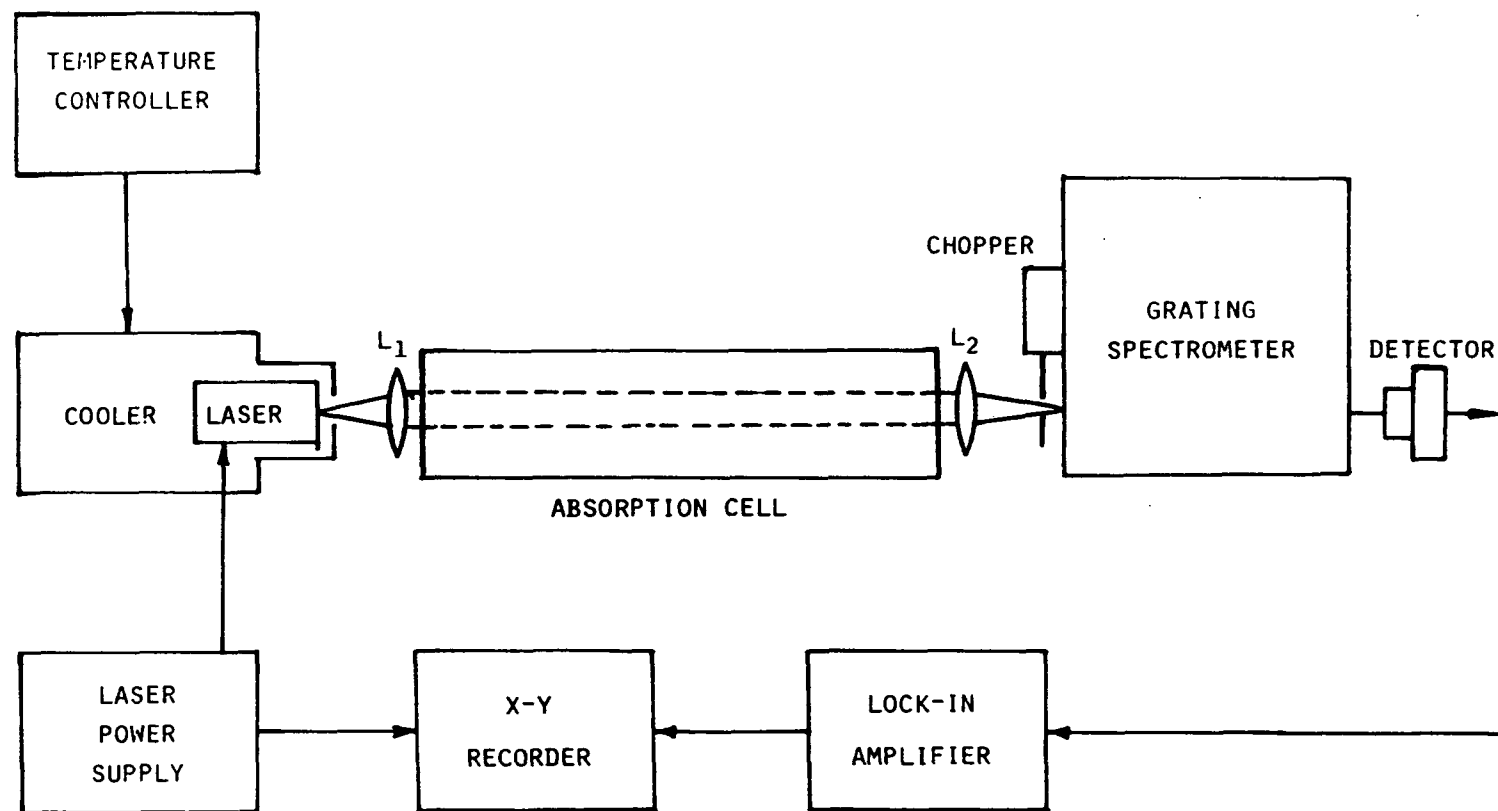 TEMPERATURE
CONTROLLER
CHOPPER
GRATING
SPECTROMETER
DETECTOR
L1
L2
COOLER
LASER
ABSORPTION CELL
LASER
POWER
SUPPLY
X-Y
RECORDER
LOCK-IN
AMPLIFIER